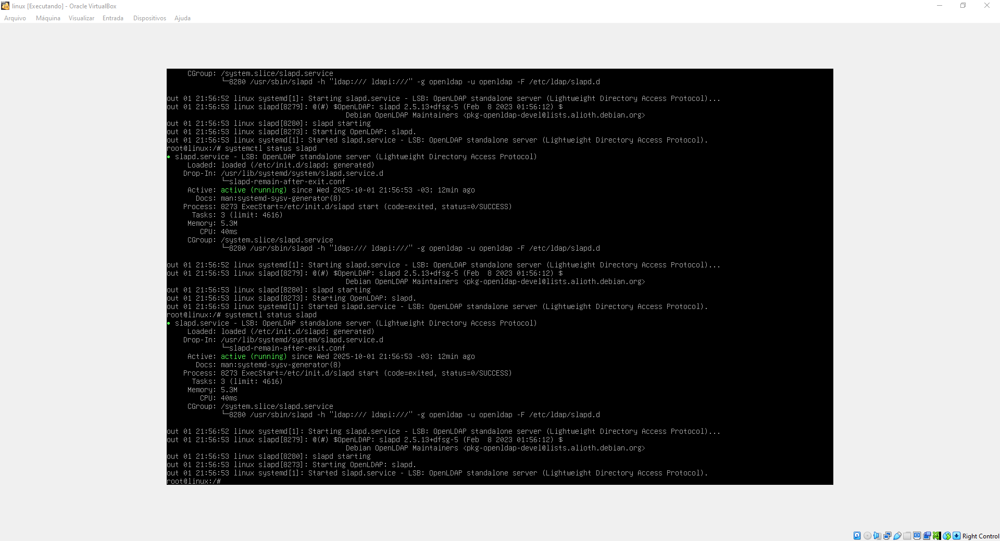 linux [Executando] - Oracle VirtualBox
Arquivo Máquina Visualizar Entrada Dispositivos Ajuda
CGroup: /system.slice/slapd.service
└─8280 /usr/sbin/slapd -h "ldap:/// ldapi:///" -g openldap -u openldap -F /etc/ldap/slapd.d
out 01 21:56:52 linux systemd[1]: Starting slapd.service - LSB: OpenLDAP standalone server (Lightweight Directory Access Protocol)...
out 01 21:56:53 linux slapd[8279]: @(#) $OpenLDAP: slapd 2.5.13+dfsg-5 (Feb  8 2023 01:56:12) $
Debian OpenLDAP Maintainers <pkg-openldap-devel@lists.alioth.debian.org>
out 01 21:56:53 linux slapd[8280]: slapd starting
out 01 21:56:53 linux slapd[8273]: Starting OpenLDAP: slapd.
out 01 21:56:53 linux systemd[1]: Started slapd.service - LSB: OpenLDAP standalone server (Lightweight Directory Access Protocol).
root@linux:/# systemctl status slapd
● slapd.service - LSB: OpenLDAP standalone server (Lightweight Directory Access Protocol)
Loaded: loaded (/etc/init.d/slapd; generated)
Drop-In: /usr/lib/systemd/system/slapd.service.d
└─slapd-remain-after-exit.conf
Active: active (running) since Wed 2025-10-01 21:56:53 -03; 12min ago
Docs: man:systemd-sysv-generator(8)
Process: 8273 ExecStart=/etc/init.d/slapd start (code=exited, status=0/SUCCESS)
Tasks: 3 (limit: 4616)
Memory: 5.3M
CPU: 40ms
CGroup: /system.slice/slapd.service
└─8280 /usr/sbin/slapd -h "ldap:/// ldapi:///" -g openldap -u openldap -F /etc/ldap/slapd.d
out 01 21:56:52 linux systemd[1]: Starting slapd.service - LSB: OpenLDAP standalone server (Lightweight Directory Access Protocol)...
out 01 21:56:53 linux slapd[8279]: @(#) $OpenLDAP: slapd 2.5.13+dfsg-5 (Feb  8 2023 01:56:12) $
Debian OpenLDAP Maintainers <pkg-openldap-devel@lists.alioth.debian.org>
out 01 21:56:53 linux slapd[8280]: slapd starting
out 01 21:56:53 linux slapd[8273]: Starting OpenLDAP: slapd.
out 01 21:56:53 linux systemd[1]: Started slapd.service - LSB: OpenLDAP standalone server (Lightweight Directory Access Protocol).
root@linux:/# systemctl status slapd
● slapd.service - LSB: OpenLDAP standalone server (Lightweight Directory Access Protocol)
Loaded: loaded (/etc/init.d/slapd; generated)
Drop-In: /usr/lib/systemd/system/slapd.service.d
└─slapd-remain-after-exit.conf
Active: active (running) since Wed 2025-10-01 21:56:53 -03; 12min ago
Docs: man:systemd-sysv-generator(8)
Process: 8273 ExecStart=/etc/init.d/slapd start (code=exited, status=0/SUCCESS)
Tasks: 3 (limit: 4616)
Memory: 5.3M
CPU: 40ms
CGroup: /system.slice/slapd.service
└─8280 /usr/sbin/slapd -h "ldap:/// ldapi:///" -g openldap -u openldap -F /etc/ldap/slapd.d
out 01 21:56:52 linux systemd[1]: Starting slapd.service - LSB: OpenLDAP standalone server (Lightweight Directory Access Protocol)...
out 01 21:56:53 linux slapd[8279]: @(#) $OpenLDAP: slapd 2.5.13+dfsg-5 (Feb  8 2023 01:56:12) $
Debian OpenLDAP Maintainers <pkg-openldap-devel@lists.alioth.debian.org>
out 01 21:56:53 linux slapd[8280]: slapd starting
out 01 21:56:53 linux slapd[8273]: Starting OpenLDAP: slapd.
out 01 21:56:53 linux systemd[1]: Started slapd.service - LSB: OpenLDAP standalone server (Lightweight Directory Access Protocol).
root@linux:/#
Right Control